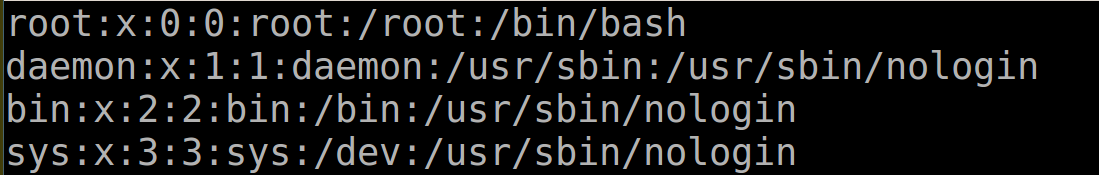 root:x:0:0:root:/root:/bin/bash
daemon:x:1:1:daemon:/usr/sbin:/usr/sbin/nologin
bin:x:2:2:bin:/bin:/usr/sbin/nologin
sys:x:3:3:sys:/dev:/usr/sbin/nologin